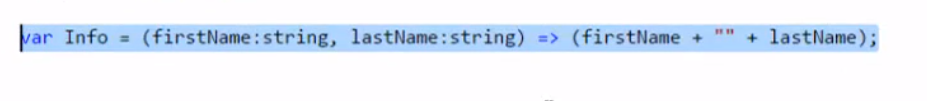 var Info = (firstName:string, lastName:string) => (firstName + "" + lastName);